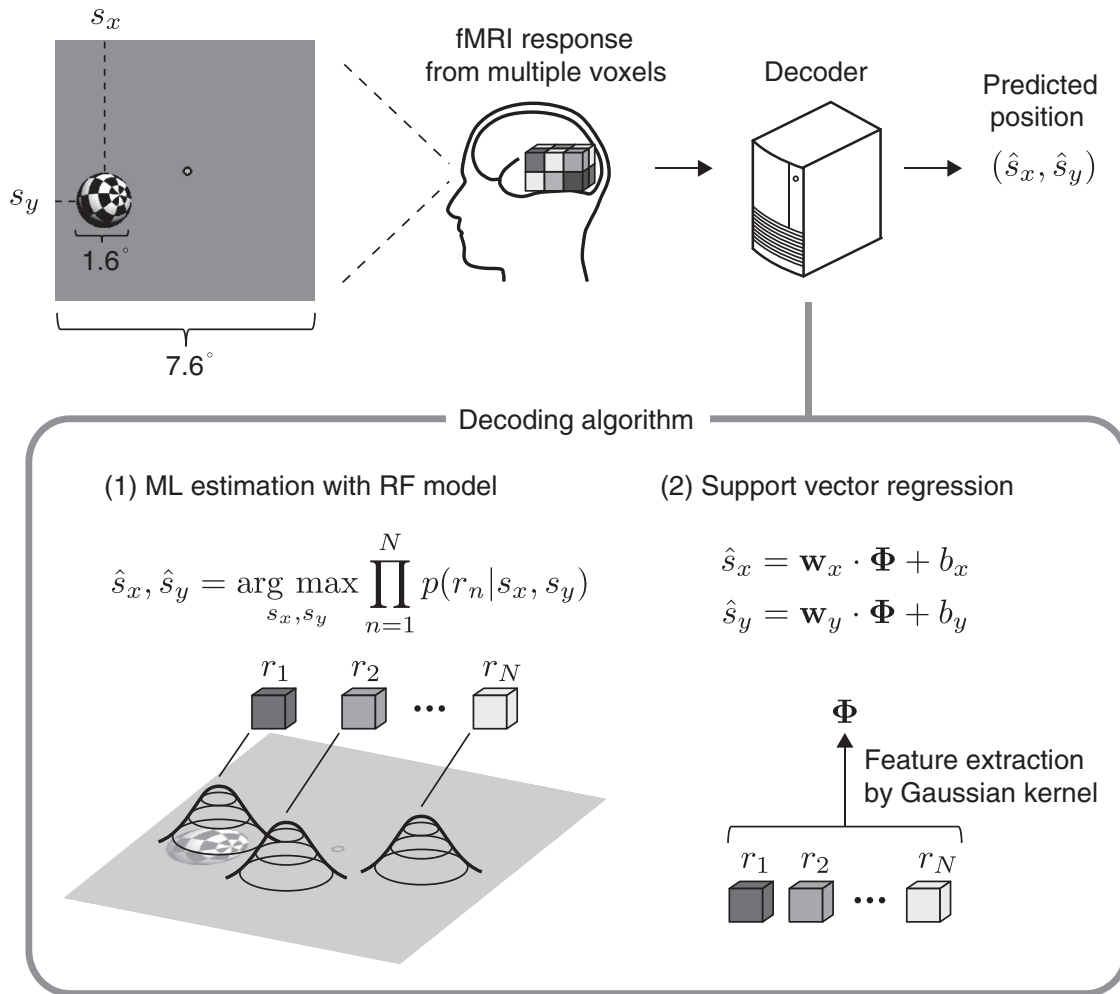 s_x
s_y
1.6°
7.6°
fMRI response
from multiple voxels
Decoder
Predicted
position
(ŝ_x, ŝ_y)
Decoding algorithm
(1) ML estimation with RF model
ŝ_x, ŝ_y = arg max_{s_x,s_y} ∏_{n=1}^{N} p(r_n|s_x, s_y)
r_1 r_2 ••• r_N
(2) Support vector regression
ŝ_x = w_x · Φ + b_x
ŝ_y = w_y · Φ + b_y
Φ
Feature extraction
by Gaussian kernel
r_1 r_2 ••• r_N